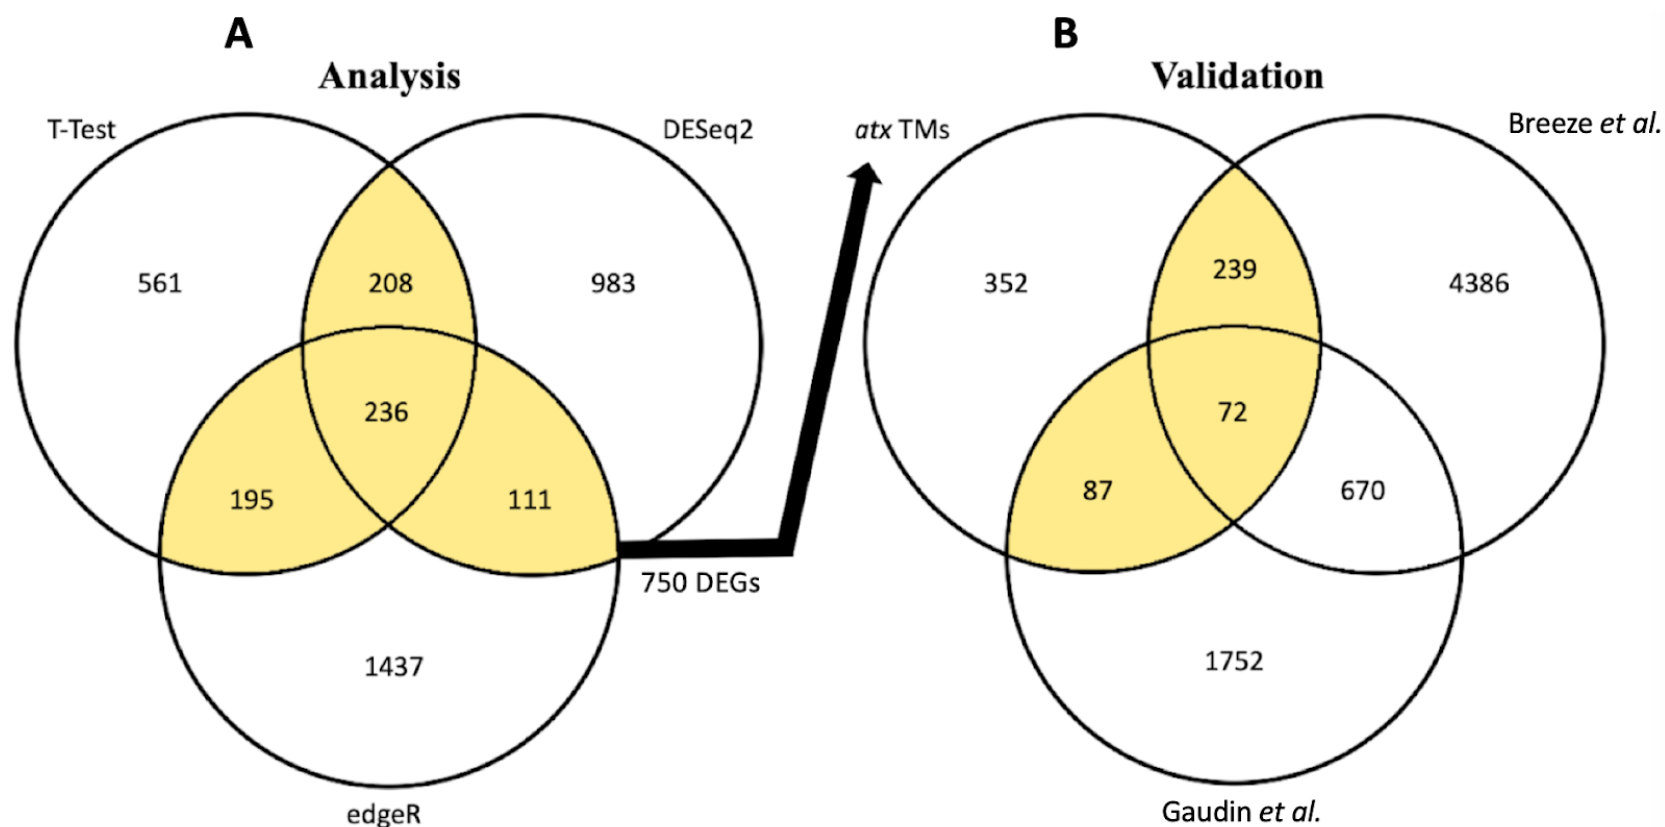 A
Analysis
T-Test
DESeq2
561
208
983
236
195
111
750 DEGs
1437
edgeR
B
Validation
atx TMs
Breeze et al.
352
239
4386
72
87
670
1752
Gaudin et al.